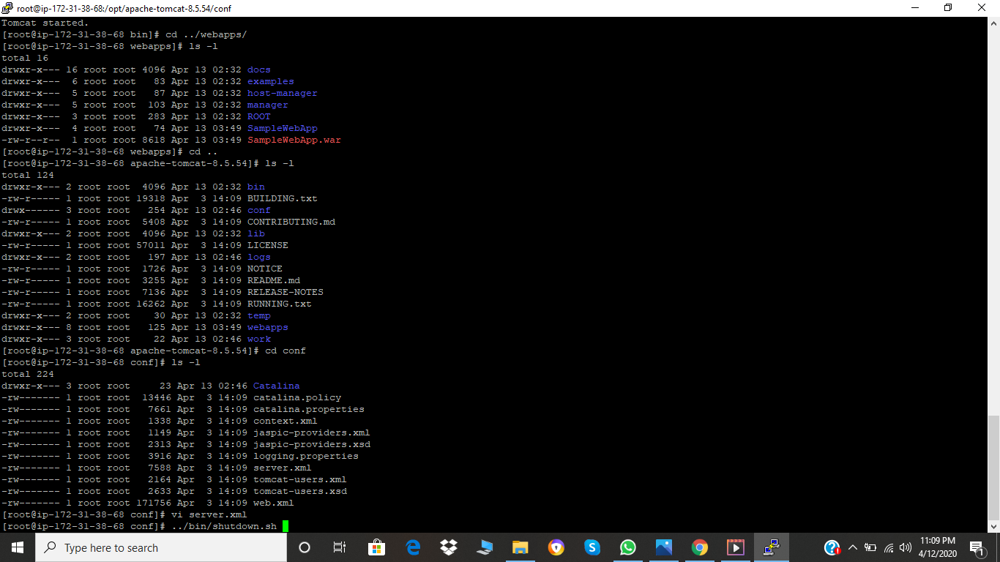 root@ip-172-31-38-68:/opt/apache-tomcat-8.5.54/conf
Tomcat started.
[root@ip-172-31-38-68 bin]# cd ../webapps/
[root@ip-172-31-38-68 webapps]# ls -l
total 16
drwxr-x--- 16 root root 4096 Apr 13 02:32 docs
drwxr-x---  6 root root   83 Apr 13 02:32 examples
drwxr-x---  5 root root   87 Apr 13 02:32 host-manager
drwxr-x---  5 root root  103 Apr 13 02:32 manager
drwxr-x---  3 root root  283 Apr 13 02:32 ROOT
drwxr-x---  4 root root   74 Apr 13 03:49 SampleWebApp
-rw-r--r--  1 root root 8618 Apr 13 03:49 SampleWebApp.war
[root@ip-172-31-38-68 webapps]# cd ..
[root@ip-172-31-38-68 apache-tomcat-8.5.54]# ls -l
total 124
drwxr-x--- 2 root root  4096 Apr 13 02:32 bin
-rw-r----- 1 root root 19318 Apr  3 14:09 BUILDING.txt
drwx------ 3 root root   254 Apr 13 02:46 conf
-rw-r----- 1 root root  5408 Apr  3 14:09 CONTRIBUTING.md
drwxr-x--- 2 root root  4096 Apr 13 02:32 lib
-rw-r----- 1 root root 57011 Apr  3 14:09 LICENSE
drwxr-x--- 2 root root   197 Apr 13 02:46 logs
-rw-r----- 1 root root  1726 Apr  3 14:09 NOTICE
-rw-r----- 1 root root  3255 Apr  3 14:09 README.md
-rw-r----- 1 root root  7136 Apr  3 14:09 RELEASE-NOTES
-rw-r----- 1 root root 16262 Apr  3 14:09 RUNNING.txt
drwxr-x--- 2 root root    30 Apr 13 02:32 temp
drwxr-x--- 8 root root   125 Apr 13 03:49 webapps
drwxr-x--- 3 root root    22 Apr 13 02:46 work
[root@ip-172-31-38-68 apache-tomcat-8.5.54]# cd conf
[root@ip-172-31-38-68 conf]# ls -l
total 224
drwxr-x--- 3 root root     23 Apr 13 02:46 Catalina
-rw------- 1 root root  13446 Apr  3 14:09 catalina.policy
-rw------- 1 root root   7661 Apr  3 14:09 catalina.properties
-rw------- 1 root root   1338 Apr  3 14:09 context.xml
-rw------- 1 root root   1149 Apr  3 14:09 jaspic-providers.xml
-rw------- 1 root root   2313 Apr  3 14:09 jaspic-providers.xsd
-rw------- 1 root root   3916 Apr  3 14:09 logging.properties
-rw------- 1 root root   7588 Apr  3 14:09 server.xml
-rw------- 1 root root   2164 Apr  3 14:09 tomcat-users.xml
-rw------- 1 root root   2633 Apr  3 14:09 tomcat-users.xsd
-rw------- 1 root root 171756 Apr  3 14:09 web.xml
[root@ip-172-31-38-68 conf]# vi server.xml
[root@ip-172-31-38-68 conf]# ../bin/shutdown.sh
Type here to search
11:09 PM
4/12/2020
1